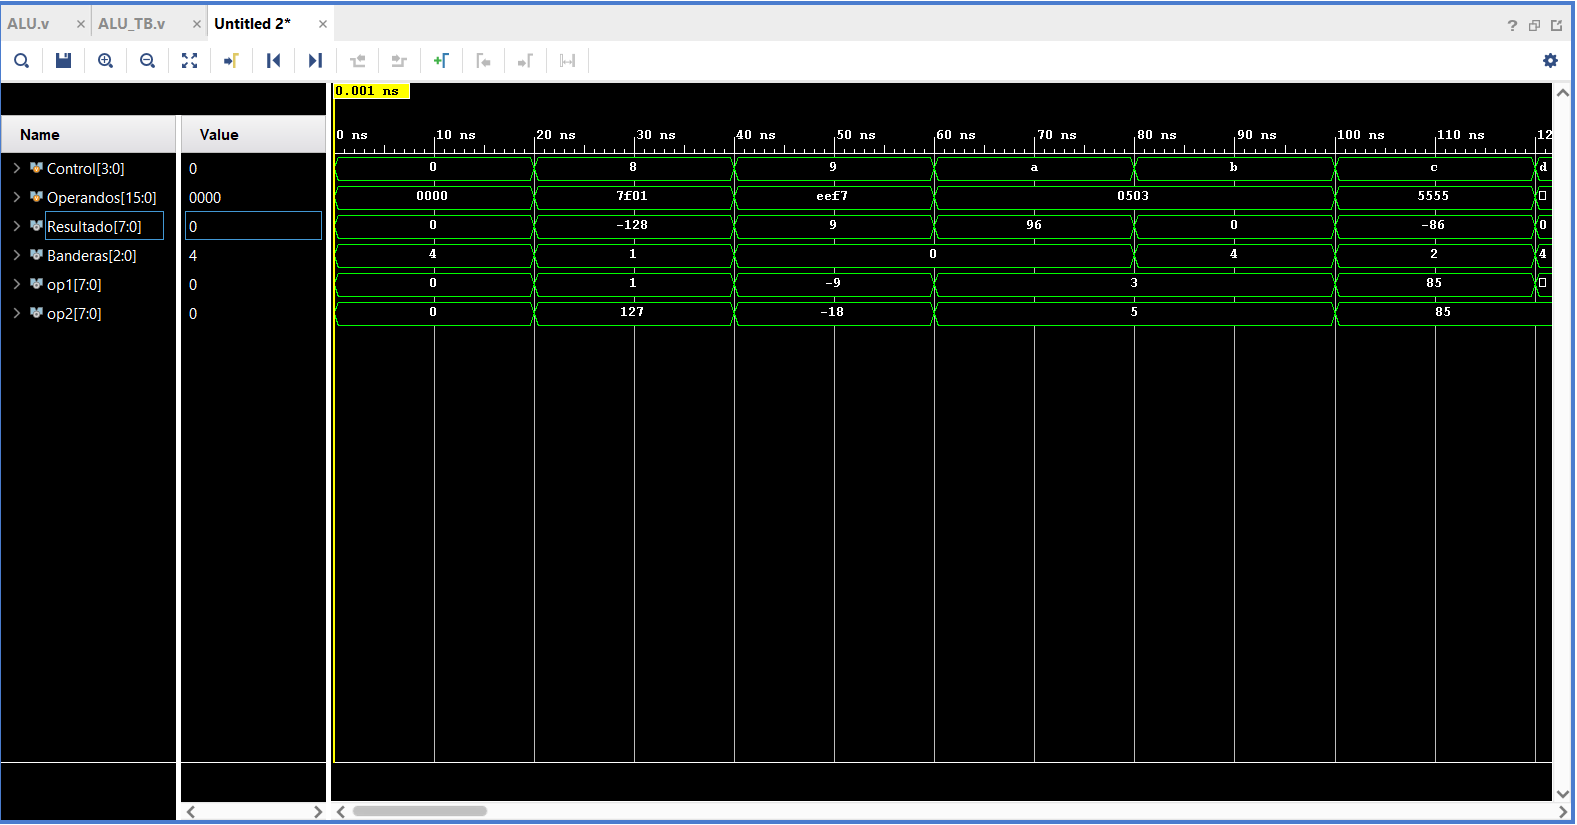 ALU.v × ALU_TB.v × Untitled 2* ×
?
0.001 ns
Name Value
0 ns 10 ns 20 ns 30 ns 40 ns 50 ns 60 ns 70 ns 80 ns 90 ns 100 ns 110 ns 12
Control[3:0] 0 0 8 9 a b c d
Operandos[15:0] 0000 0000 7f01 eef7 0503 5555
Resultado[7:0] 0 0 -128 9 96 0 -86 0
Banderas[2:0] 4 4 1 0 4 2 4
op1[7:0] 0 0 1 -9 3 85
op2[7:0] 0 0 127 -18 5 85